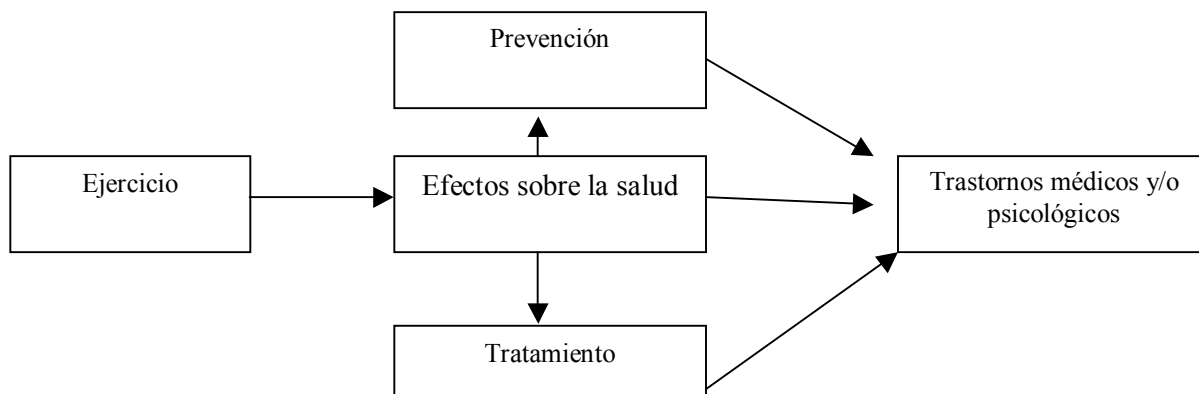 Prevención
Ejercicio
Efectos sobre la salud
Trastornos médicos y/o
psicológicos
Tratamiento